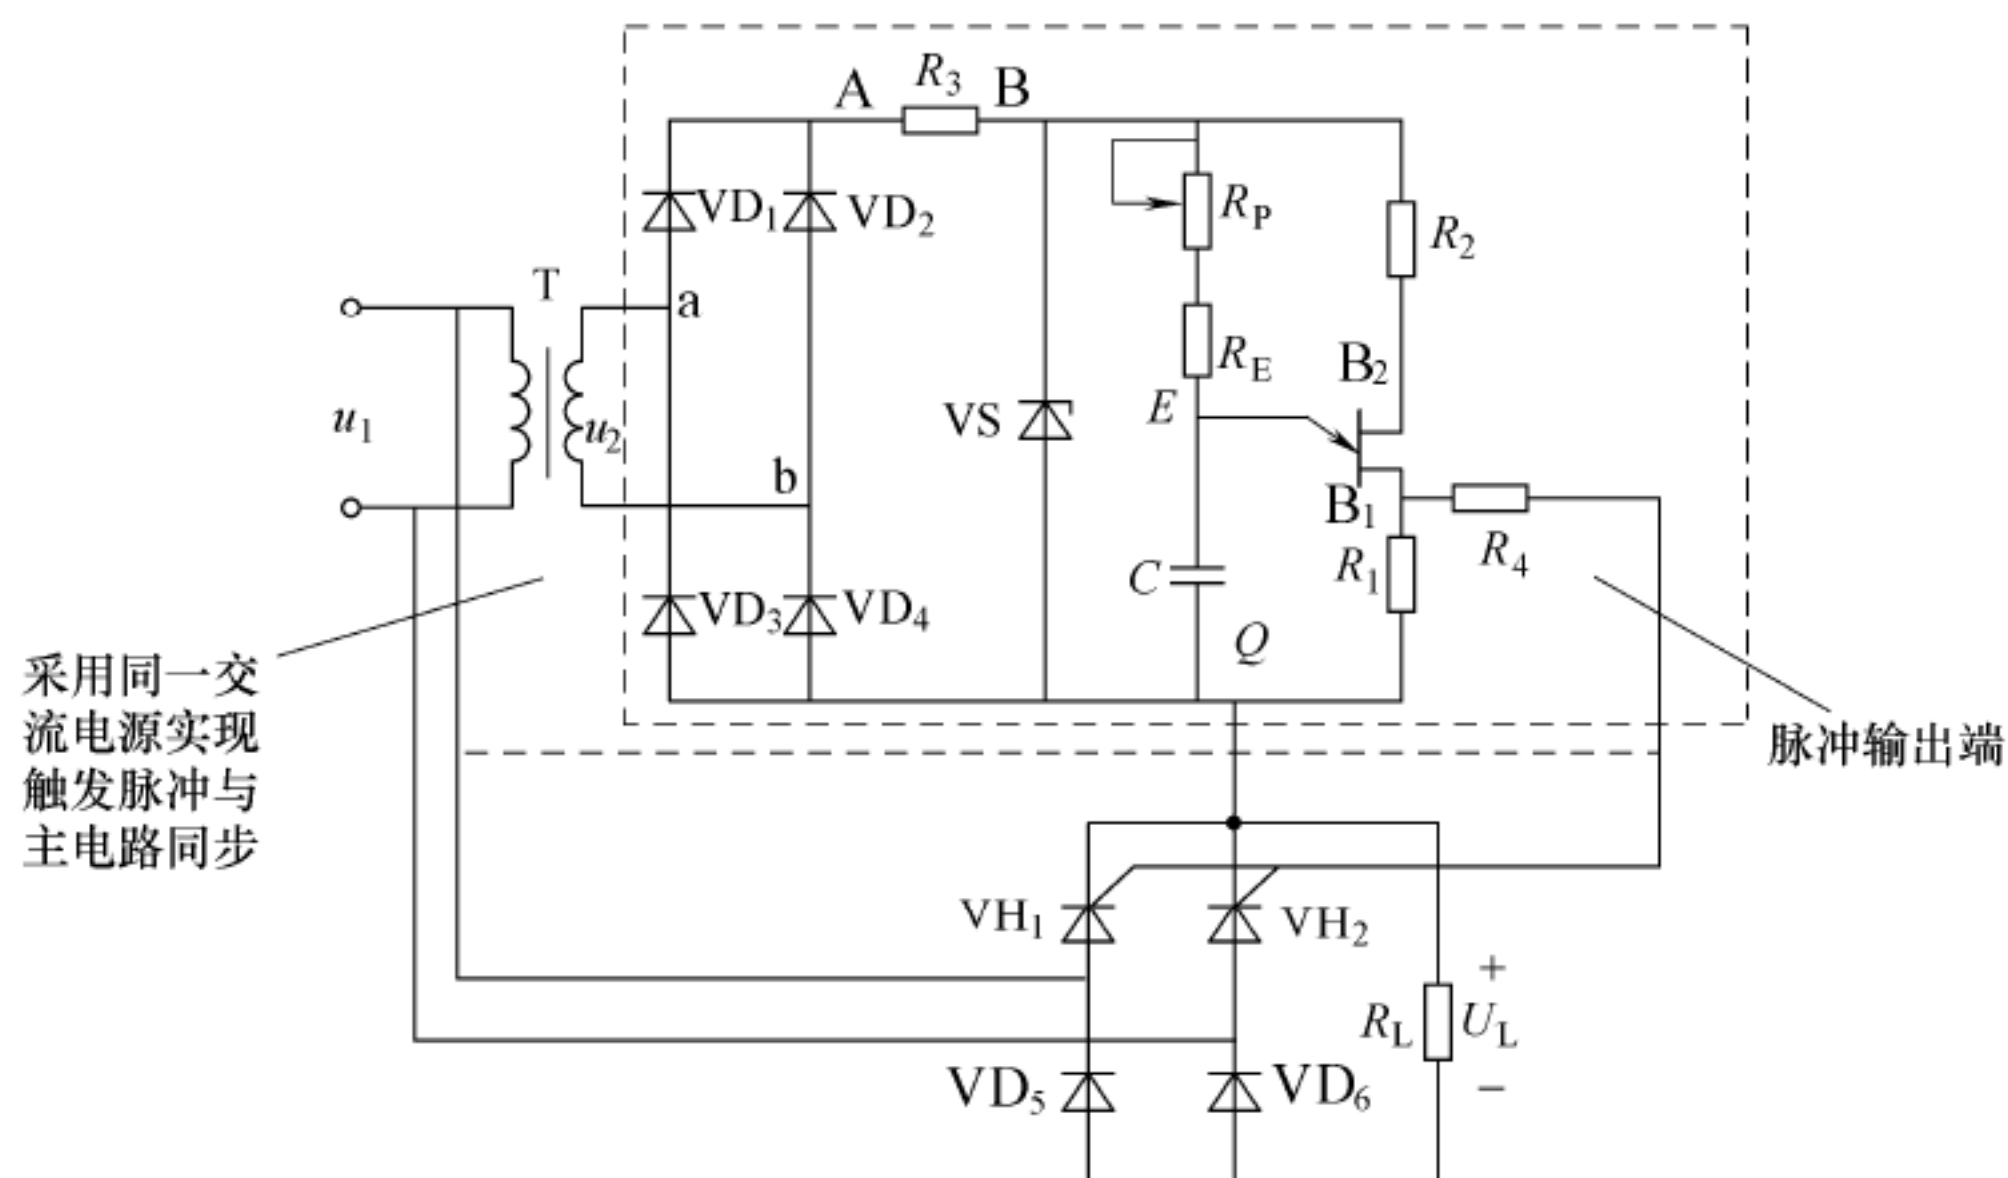 A
R3
B
VD1
VD2
RP
R2
T
a
u1
u2
RE
B2
VS
E
b
B1
R4
C
R1
VD3
VD4
Q
采用同一交
流电源实现
触发脉冲与
主电路同步
脉冲输出端
VH1
VH2
+
RL
UL
−
VD5
VD6